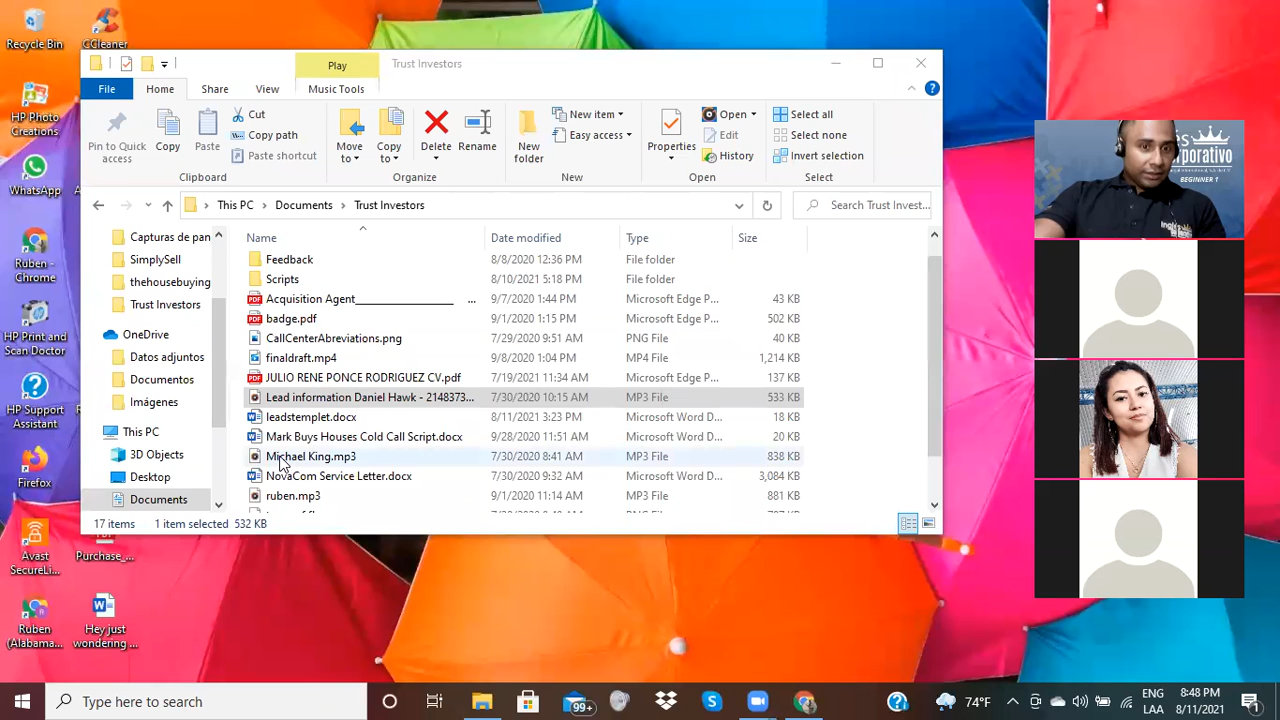 Recycle Bin
CCleaner
HP Photo
Creations
WhatsApp
Ruben -
Chrome
HP Print and
Scan Doctor
HP Support
Assistant
Firefox
Avast
SecureLi...
Purchase_...
Ruben
(Alabama...
Hey just
wondering ...
Play
Trust Investors
File
Home
Share
View
Music Tools
Pin to Quick
access
Copy
Paste
Cut
Copy path
Paste shortcut
Clipboard
Move
to
Copy
to
Delete
Rename
Organize
New
folder
New item
Easy access
New
Properties
Open
Edit
History
Open
Select all
Select none
Invert selection
Select
This PC > Documents > Trust Investors
Search Trust Invest...
Capturas de pan
SimplySell
thehousebuying
Trust Investors
OneDrive
Datos adjuntos
Documentos
Imágenes
This PC
3D Objects
Desktop
Documents
Name Date modified Type Size
Feedback 8/8/2020 12:36 PM File folder
Scripts 8/10/2021 5:18 PM File folder
Acquisition Agent____________________ ... 9/7/2020 1:44 PM Microsoft Edge P... 43 KB
badge.pdf 9/1/2020 1:15 PM Microsoft Edge P... 502 KB
CallCenterAbreviations.png 7/29/2020 9:51 AM PNG File 40 KB
finaldraft.mp4 9/8/2020 1:04 PM MP4 File 1,214 KB
JULIO RENE PONCE RODRIGUEZ CV.pdf 7/19/2021 11:34 AM Microsoft Edge P... 137 KB
Lead information Daniel Hawk - 2148373... 7/30/2020 10:15 AM MP3 File 533 KB
leadstemplet.docx 8/11/2021 3:23 PM Microsoft Word D... 18 KB
Mark Buys Houses Cold Call Script.docx 9/28/2020 11:51 AM Microsoft Word D... 20 KB
Michael King.mp3 7/30/2020 8:41 AM MP3 File 838 KB
NovaCom Service Letter.docx 7/30/2020 9:32 AM Microsoft Word D... 3,084 KB
ruben.mp3 9/1/2020 11:14 AM MP3 File 881 KB
17 items 1 item selected 532 KB
és
rporativo
BEGINNER 1
Type here to search
99+
74°F
ENG
LAA
8:48 PM
8/11/2021
1